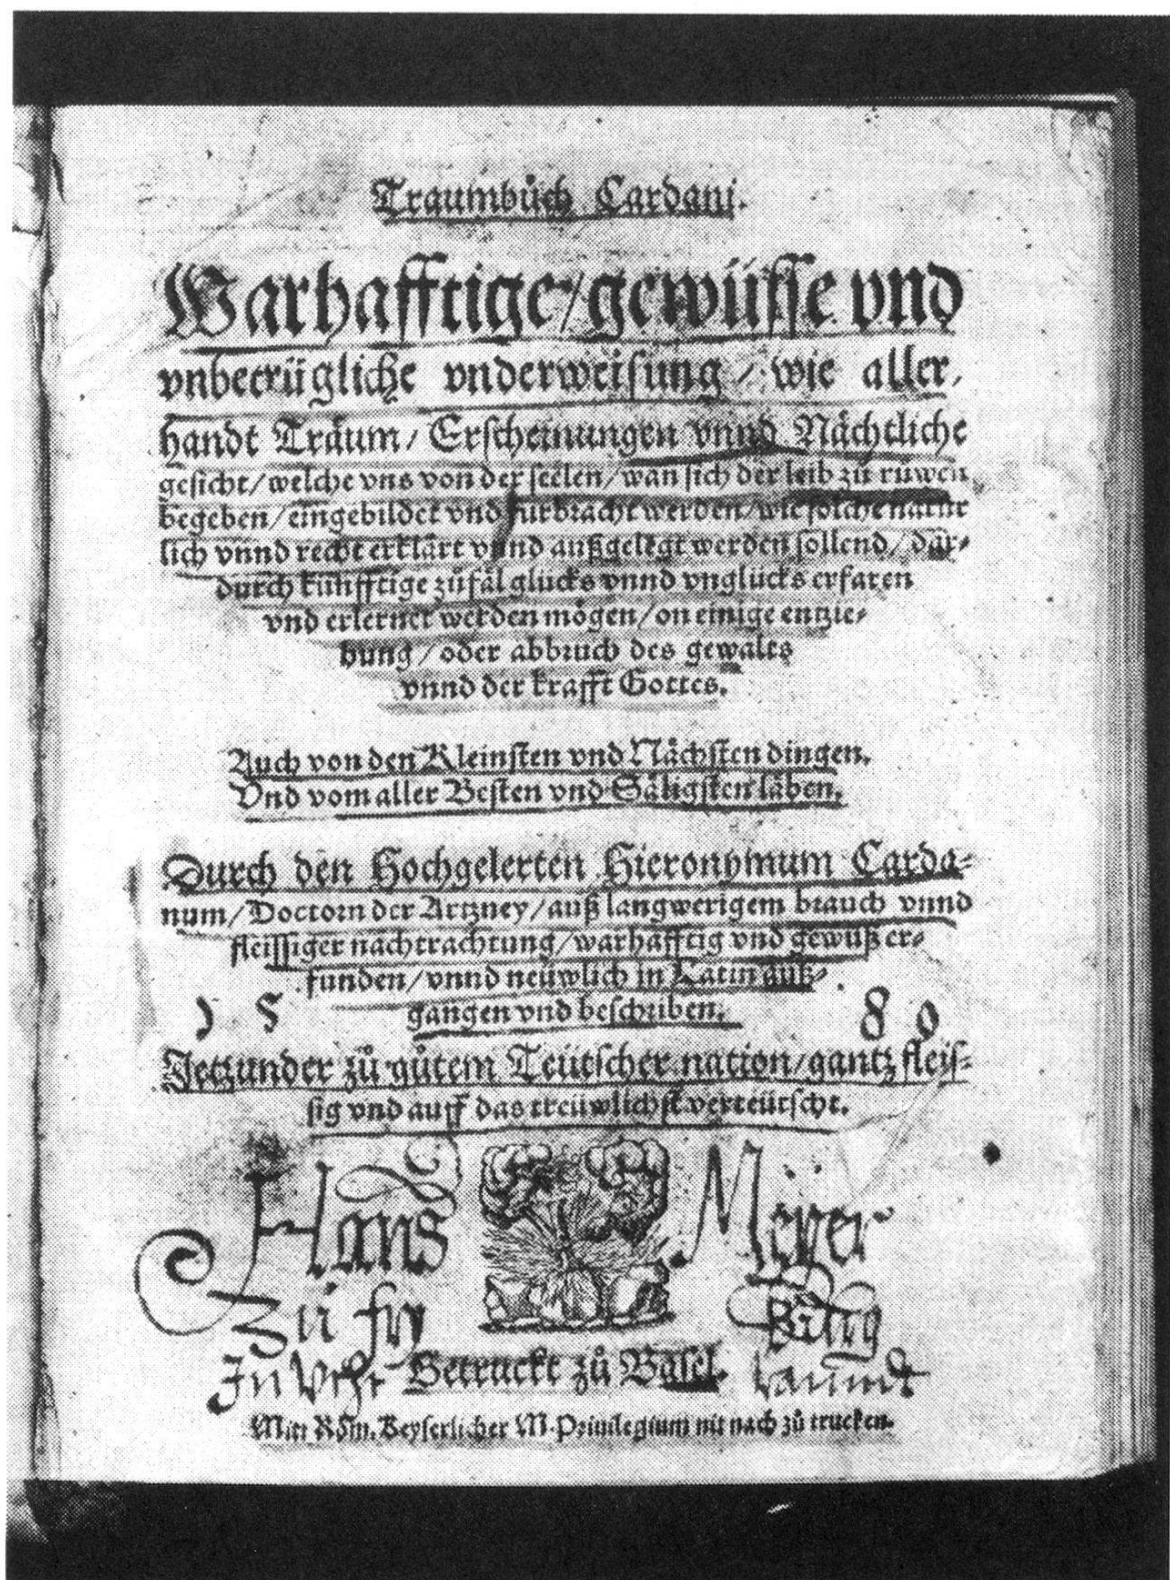 Traumbůch Cardani.
Warhafftige/gewüsse vnd
vnbetrügliche vnderweisung/ wie aller,
handt Träum/ Erscheinungen vnnd Nächtliche
gesicht/welche vns von der seelen/wan sich der leib zů ruwen
begeben/eingebildet vnd fürbracht werden/wie solche natür
lich vnnd recht erklärt vnnd außgelegt werden sollend/ dar-
durch künfftige zůfäl glücks vnnd vnglücks erfaren
vnd erlernet werden mögen/on einige entzie-
hung/oder abbruch des gewalts
vnnd der krafft Gottes.
Auch von den Kleinsten vnd Nächsten dingen.
Vnd vom aller Besten vnd Säligsten läben.
Durch den Hochgelerten Hieronymum Carda-
num/Doctorn der Artzney/auß langwerigem brauch vnnd
fleissiger nachtrachtung/warhafftig vnd gewüß er-
funden/vnnd neüwlich in Latin auß-
gangen vnd beschriben.
15 80
Jetzunder zů gůtem Teütscher nation/gantz fleis-
sig vnd auff das treüwlichst verteütscht.
Hans Meyer
Zu fry Burg
In Vcht Getruckt zů Basel. Lanndt
Mitt Röm. Keyserlicher M. Priuilegium nit nach zů trucken.